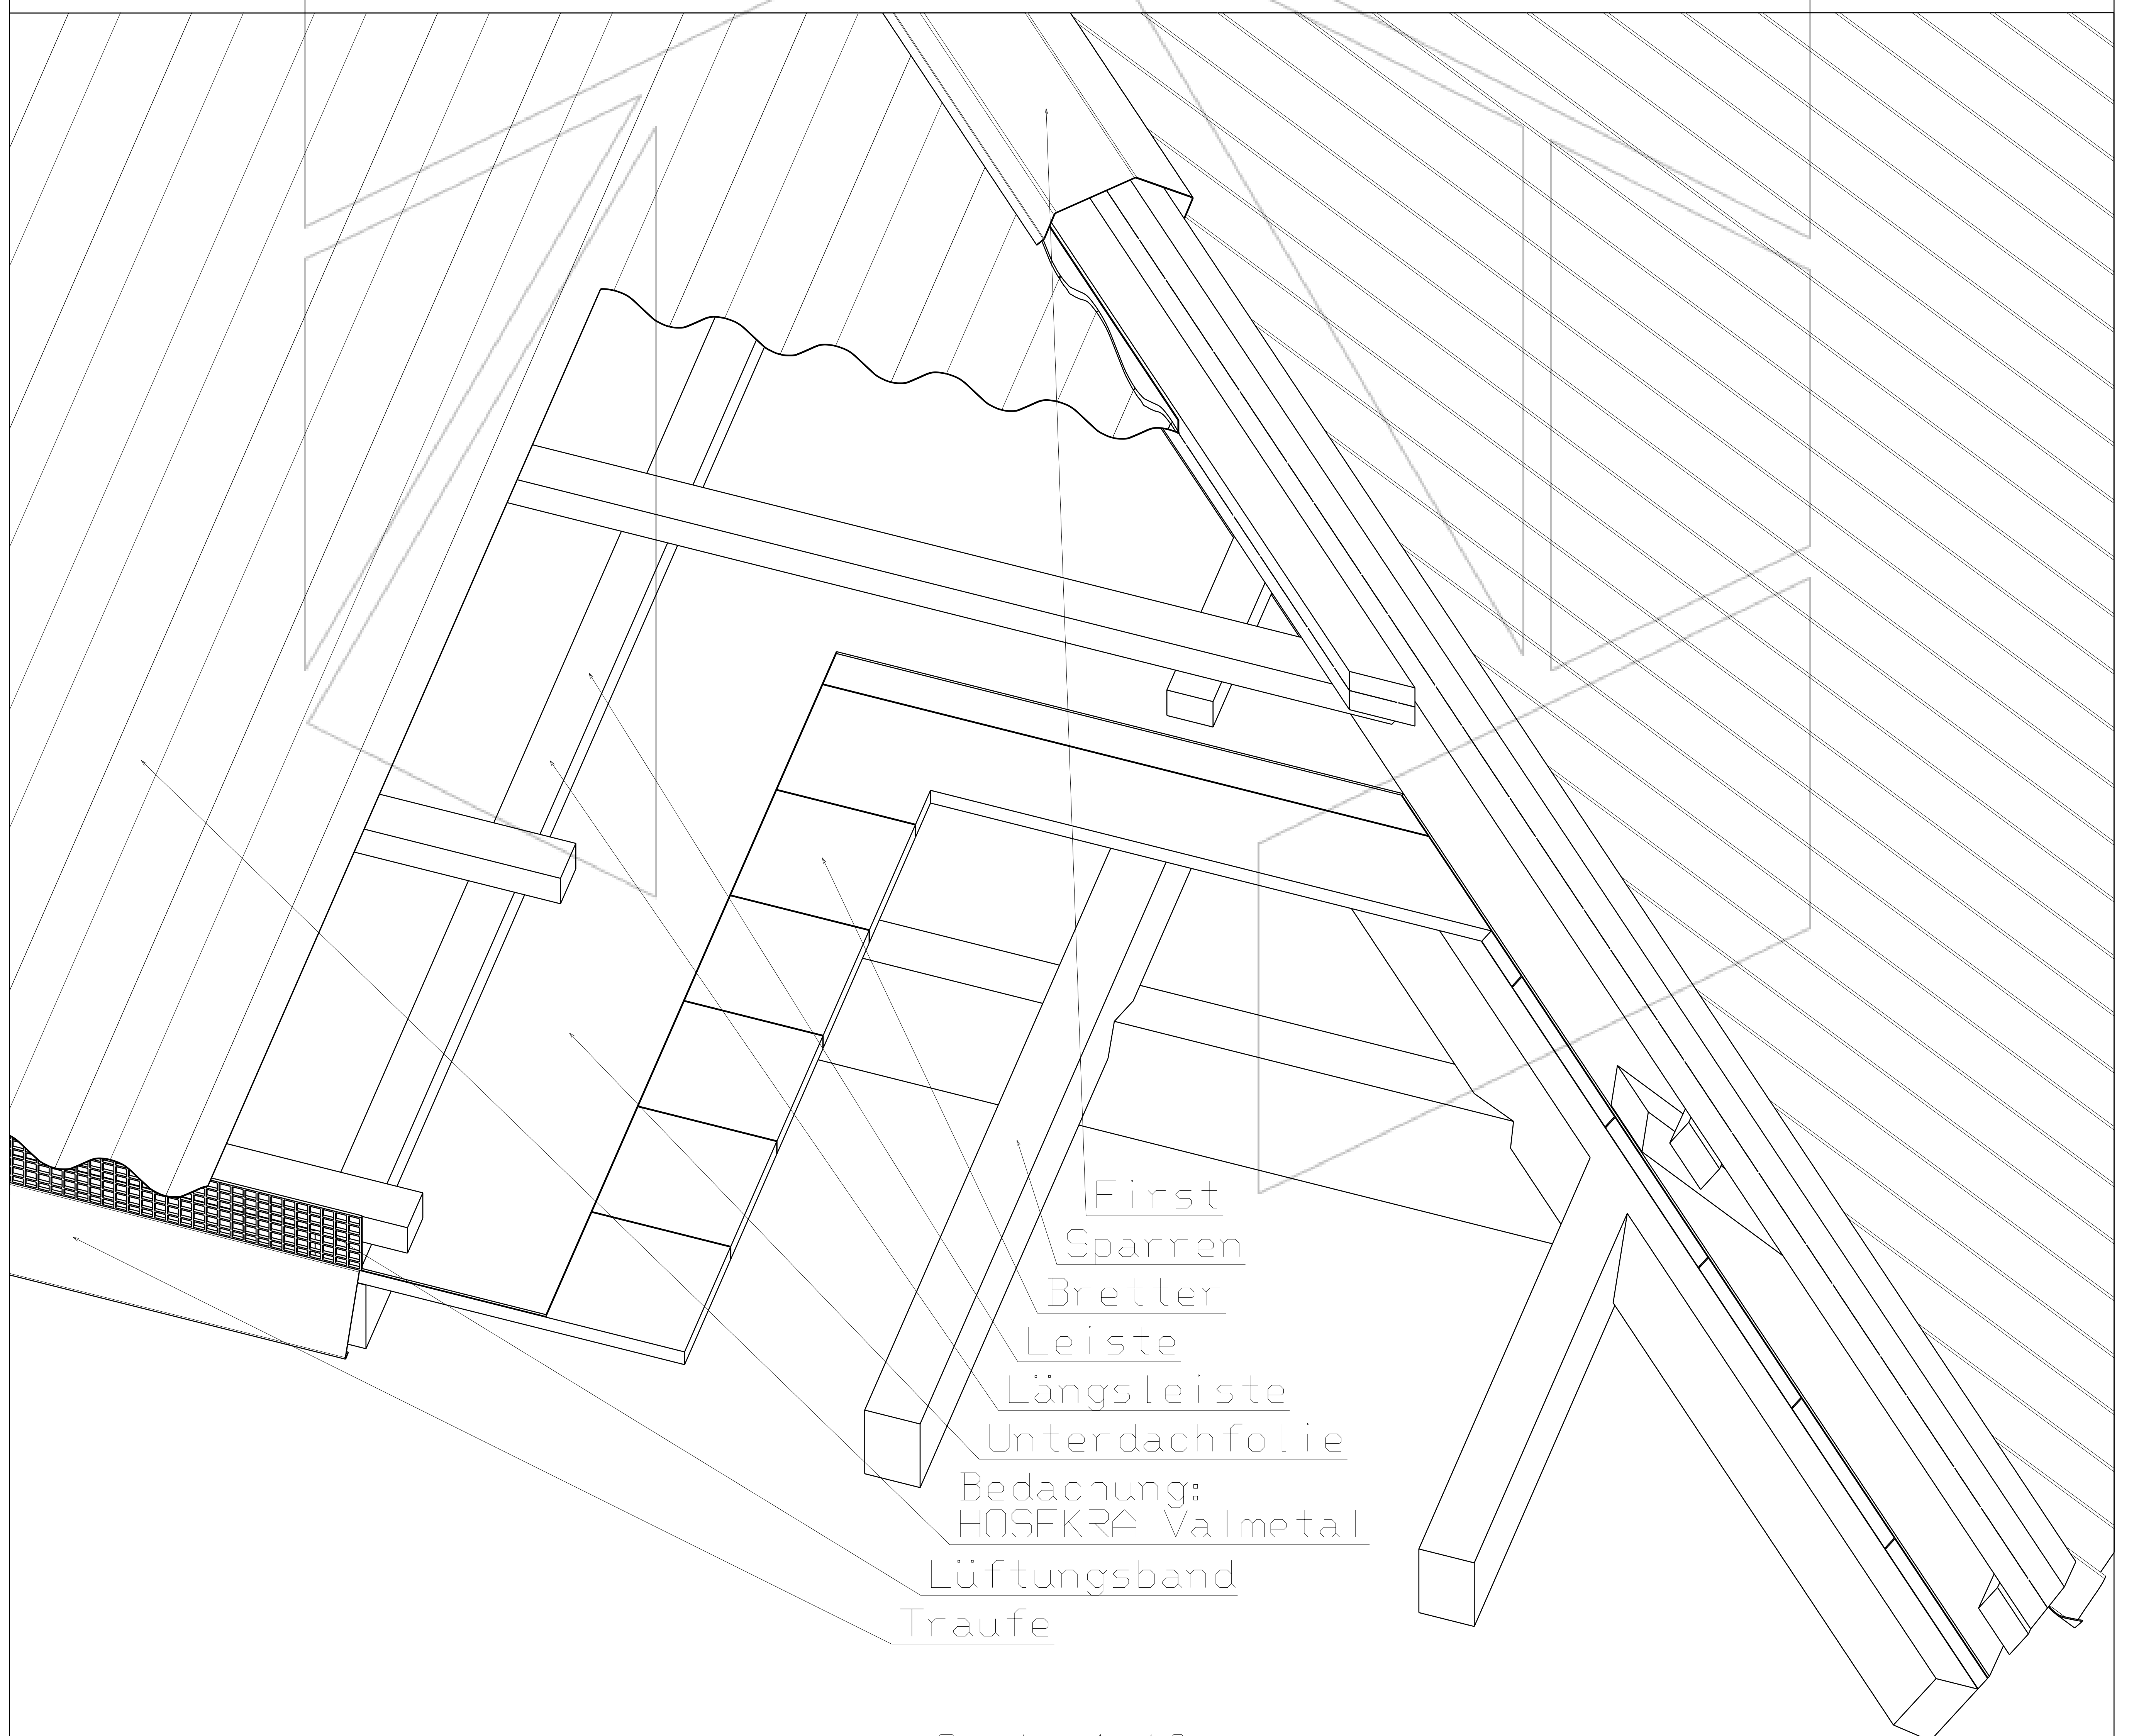 First
Sparren
Bretter
Leiste
Längsleiste
Unterdachfolie
Bedachung:
HOSEKRA Valmetal
Lüftungsband
Traufe